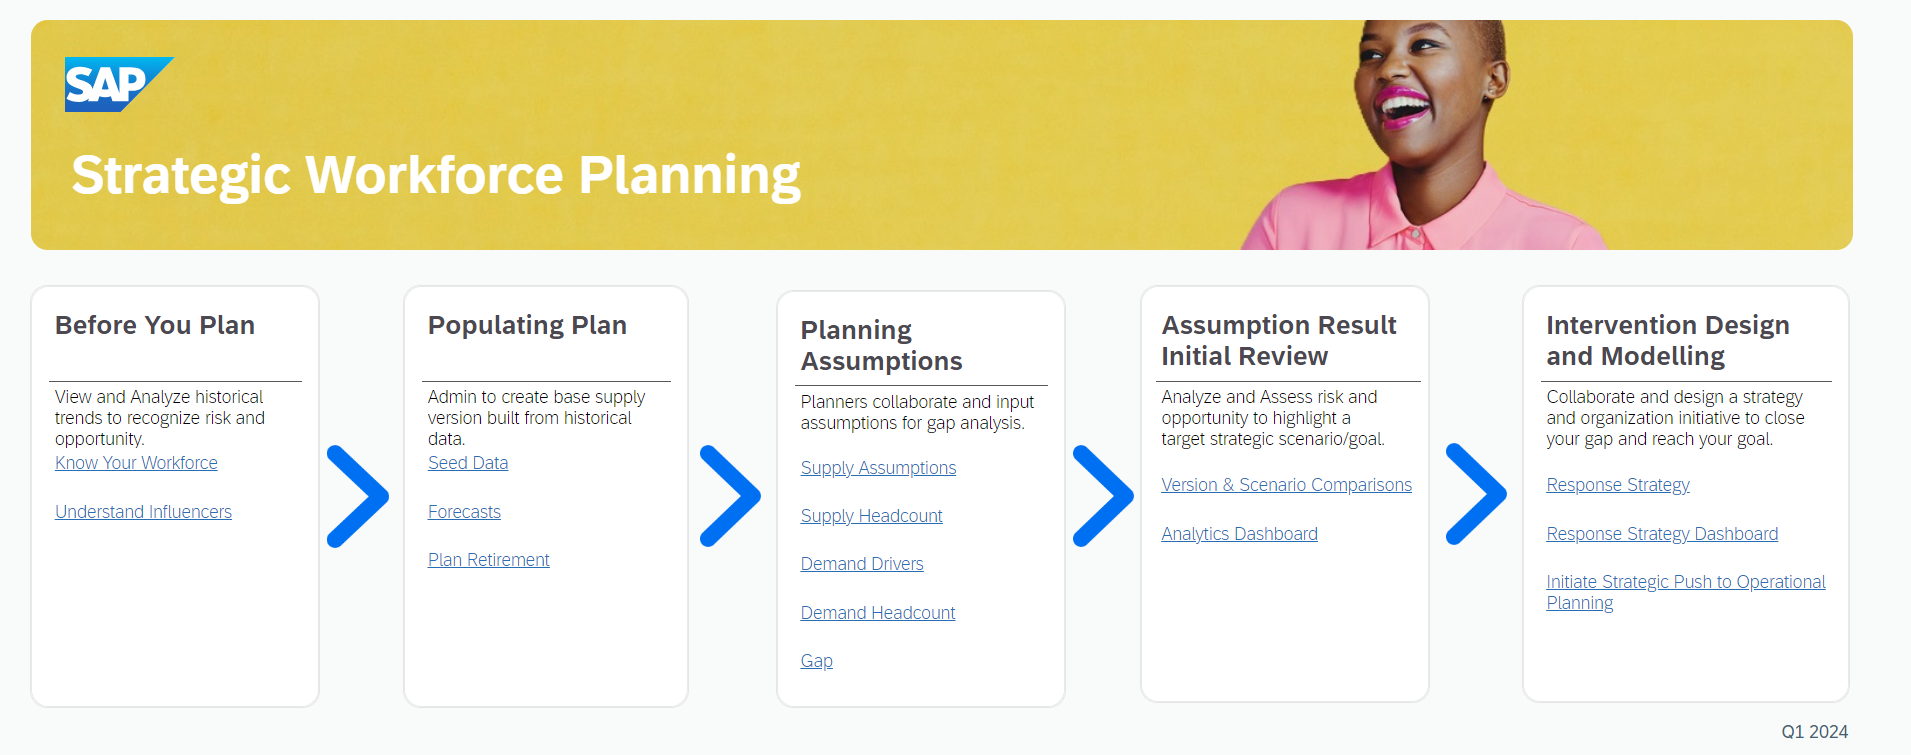 SAP
Strategic Workforce Planning
Before You Plan
View and Analyze historical
trends to recognize risk and
opportunity.
Know Your Workforce
Understand Influencers
Populating Plan
Admin to create base supply
version built from historical
data.
Seed Data
Forecasts
Plan Retirement
Planning
Assumptions
Planners collaborate and input
assumptions for gap analysis.
Supply Assumptions
Supply Headcount
Demand Drivers
Demand Headcount
Gap
Assumption Result
Initial Review
Analyze and Assess risk and
opportunity to highlight a
target strategic scenario/goal.
Version & Scenario Comparisons
Analytics Dashboard
Intervention Design
and Modelling
Collaborate and design a strategy
and organization initiative to close
your gap and reach your goal.
Response Strategy
Response Strategy Dashboard
Initiate Strategic Push to Operational
Planning
Q1 2024